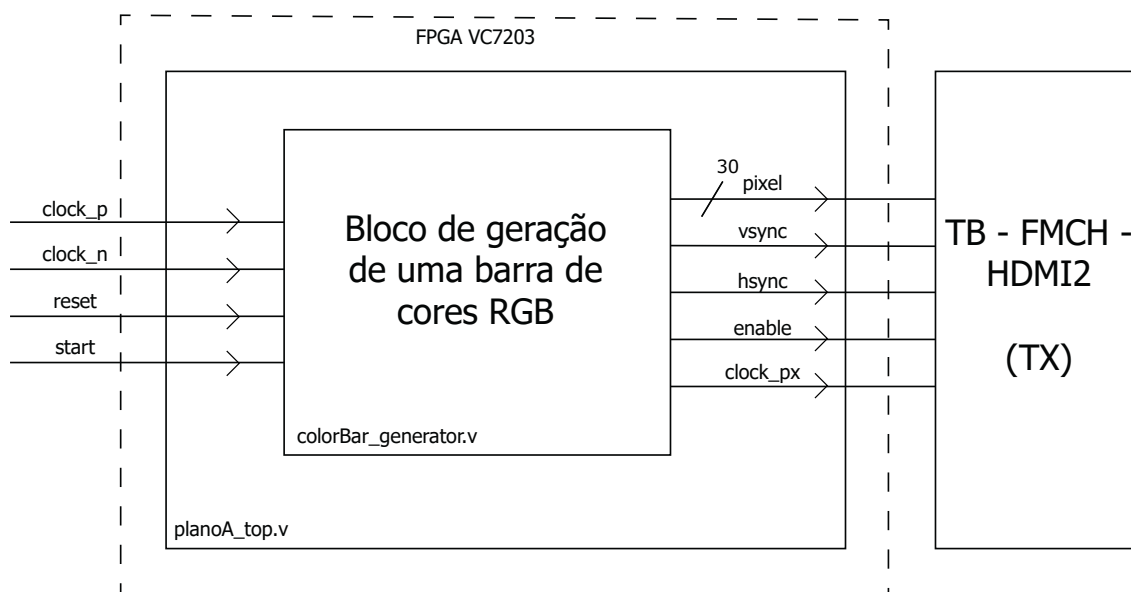 FPGA VC7203
clock_p
clock_n
reset
start
Bloco de geração
de uma barra de
cores RGB
colorBar_generator.v
planoA_top.v
30
pixel
vsync
hsync
enable
clock_px
TB - FMCH -
HDMI2
(TX)